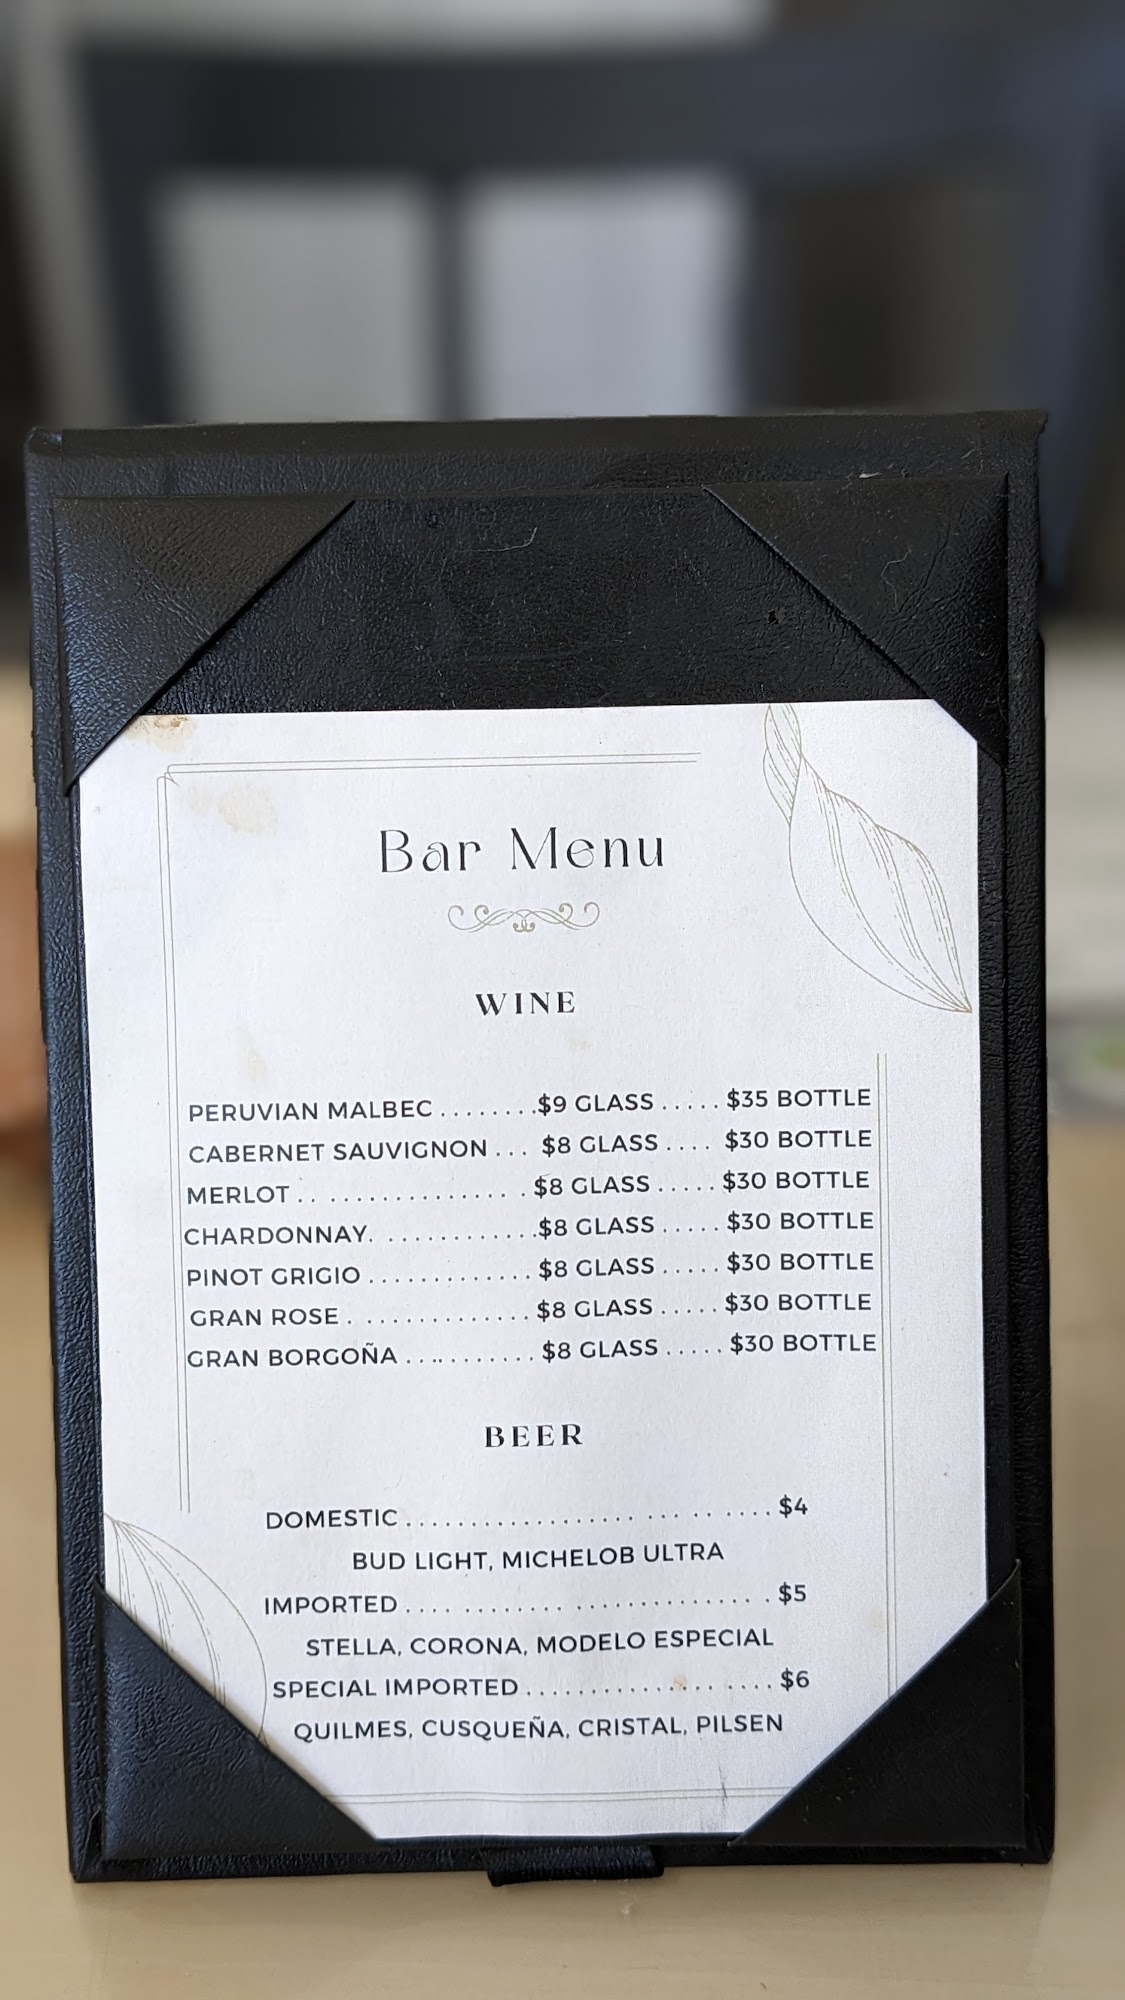 Bar Menu
WINE
PERUVIAN MALBEC ........$9 GLASS ..... $35 BOTTLE
CABERNET SAUVIGNON ... $8 GLASS .... $30 BOTTLE
MERLOT .. ................ $8 GLASS ..... $30 BOTTLE
CHARDONNAY. .............$8 GLASS ..... $30 BOTTLE
PINOT GRIGIO ............. $8 GLASS ..... $30 BOTTLE
GRAN ROSE . .............. $8 GLASS ..... $30 BOTTLE
GRAN BORGOÑA ........... $8 GLASS ..... $30 BOTTLE
BEER
DOMESTIC ............................. $4
BUD LIGHT, MICHELOB ULTRA
IMPORTED .... ......... ................ $5
STELLA, CORONA, MODELO ESPECIAL
SPECIAL IMPORTED .................... $6
QUILMES, CUSQUEÑA, CRISTAL, PILSEN